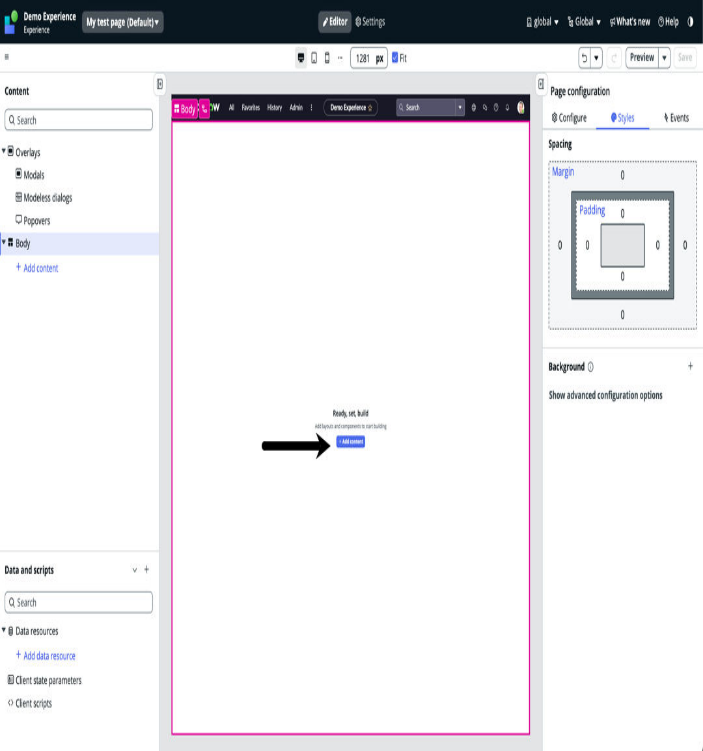 Demo Experience
Experience
My test page (Default)
Editor
Settings
global
Global
What's new
Help
1281 px
Fit
Preview
Save
Content
Search
Overlays
Modals
Modeless dialogs
Popovers
Body
+ Add content
Data and scripts
Search
Data resources
+ Add data resource
Client state parameters
Client scripts
Body
All
Favorites
History
Admin
Demo Experience
Search
Ready, set, build
Add layouts and components to start building
+ Add content
Page configuration
Configure
Styles
Events
Spacing
Margin
0
Padding
0
0
0
0
0
0
0
Background
+
Show advanced configuration options